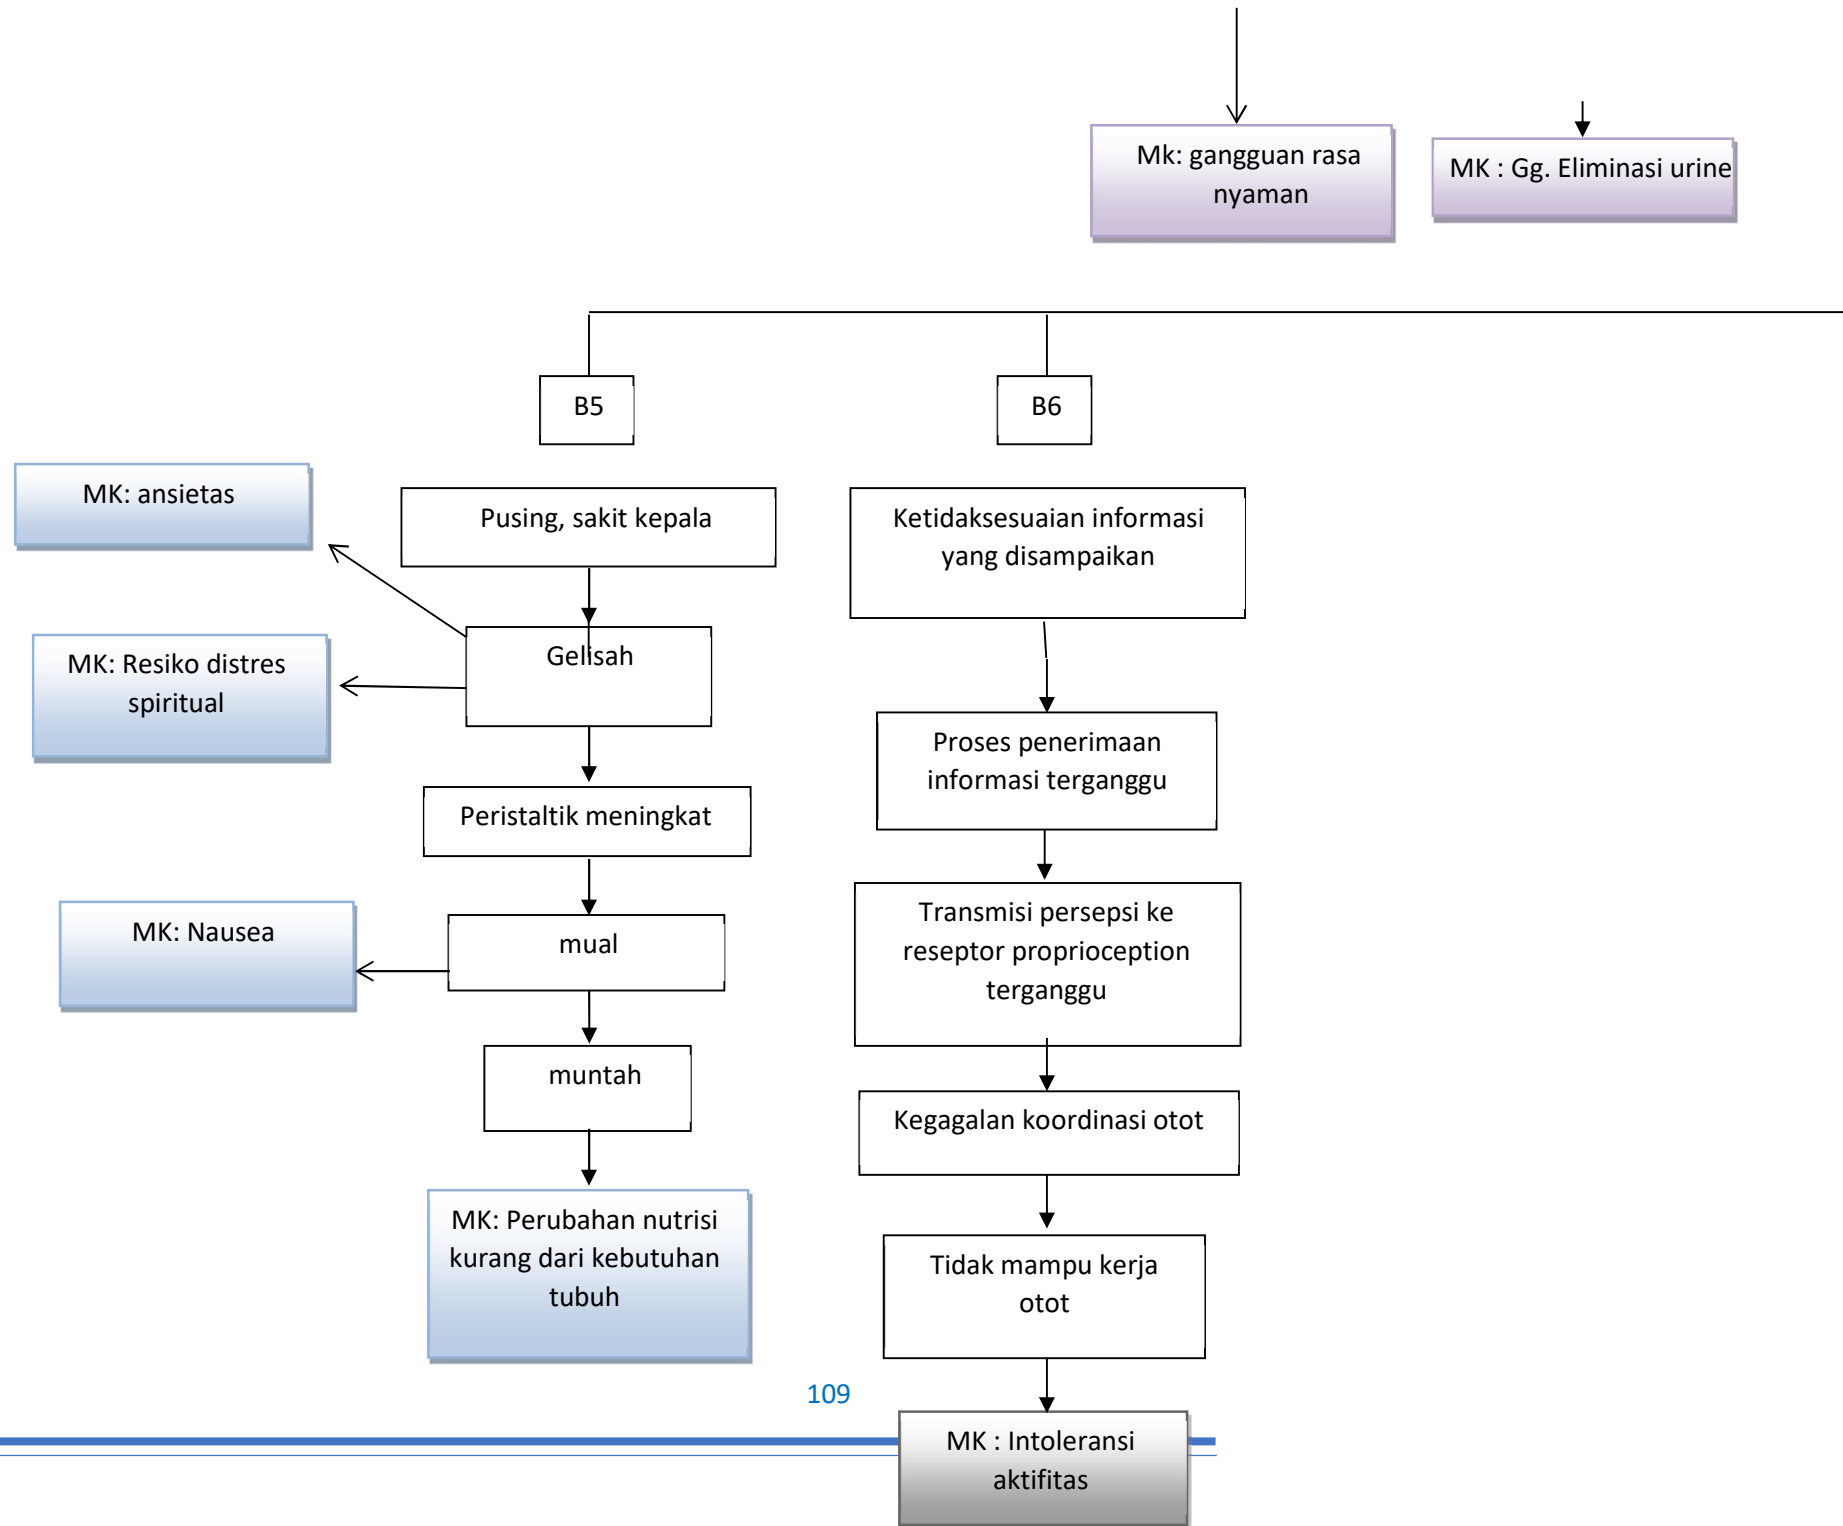 Mk: gangguan rasa
nyaman
MK : Gg. Eliminasi urine
B5
B6
MK: ansietas
Pusing, sakit kepala
Gelisah
MK: Resiko distres
spiritual
Peristaltik meningkat
mual
MK: Nausea
muntah
MK: Perubahan nutrisi
kurang dari kebutuhan
tubuh
Ketidaksesuaian informasi
yang disampaikan
Proses penerimaan
informasi terganggu
Transmisi persepsi ke
reseptor proprioception
terganggu
Kegagalan koordinasi otot
Tidak mampu kerja
otot
MK : Intoleransi
aktifitas
109